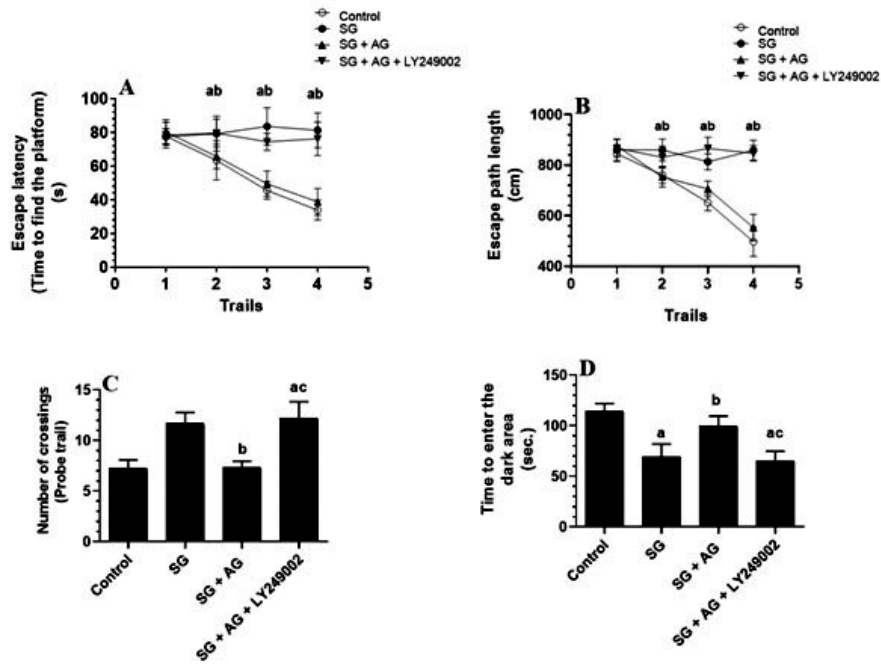 Control
SG
SG + AG
SG + AG + LY249002
A
ab
ab
ab
100
80
60
40
20
0
Escape latency
(Time to find the platform)
(s)
0
1
2
3
4
5
Trails
Control
SG
SG + AG
SG + AG + LY249002
B
ab
ab
ab
1000
800
600
400
Escape path length
(cm)
0
1
2
3
4
5
Trails
C
15
10
5
0
Number of crossings
(Probe trail)
b
ac
Control
SG
SG + AG
SG + AG + LY249002
D
150
100
50
0
Time to enter the
dark area
(sec.)
a
b
ac
Control
SG
SG + AG
SG + AG + LY249002